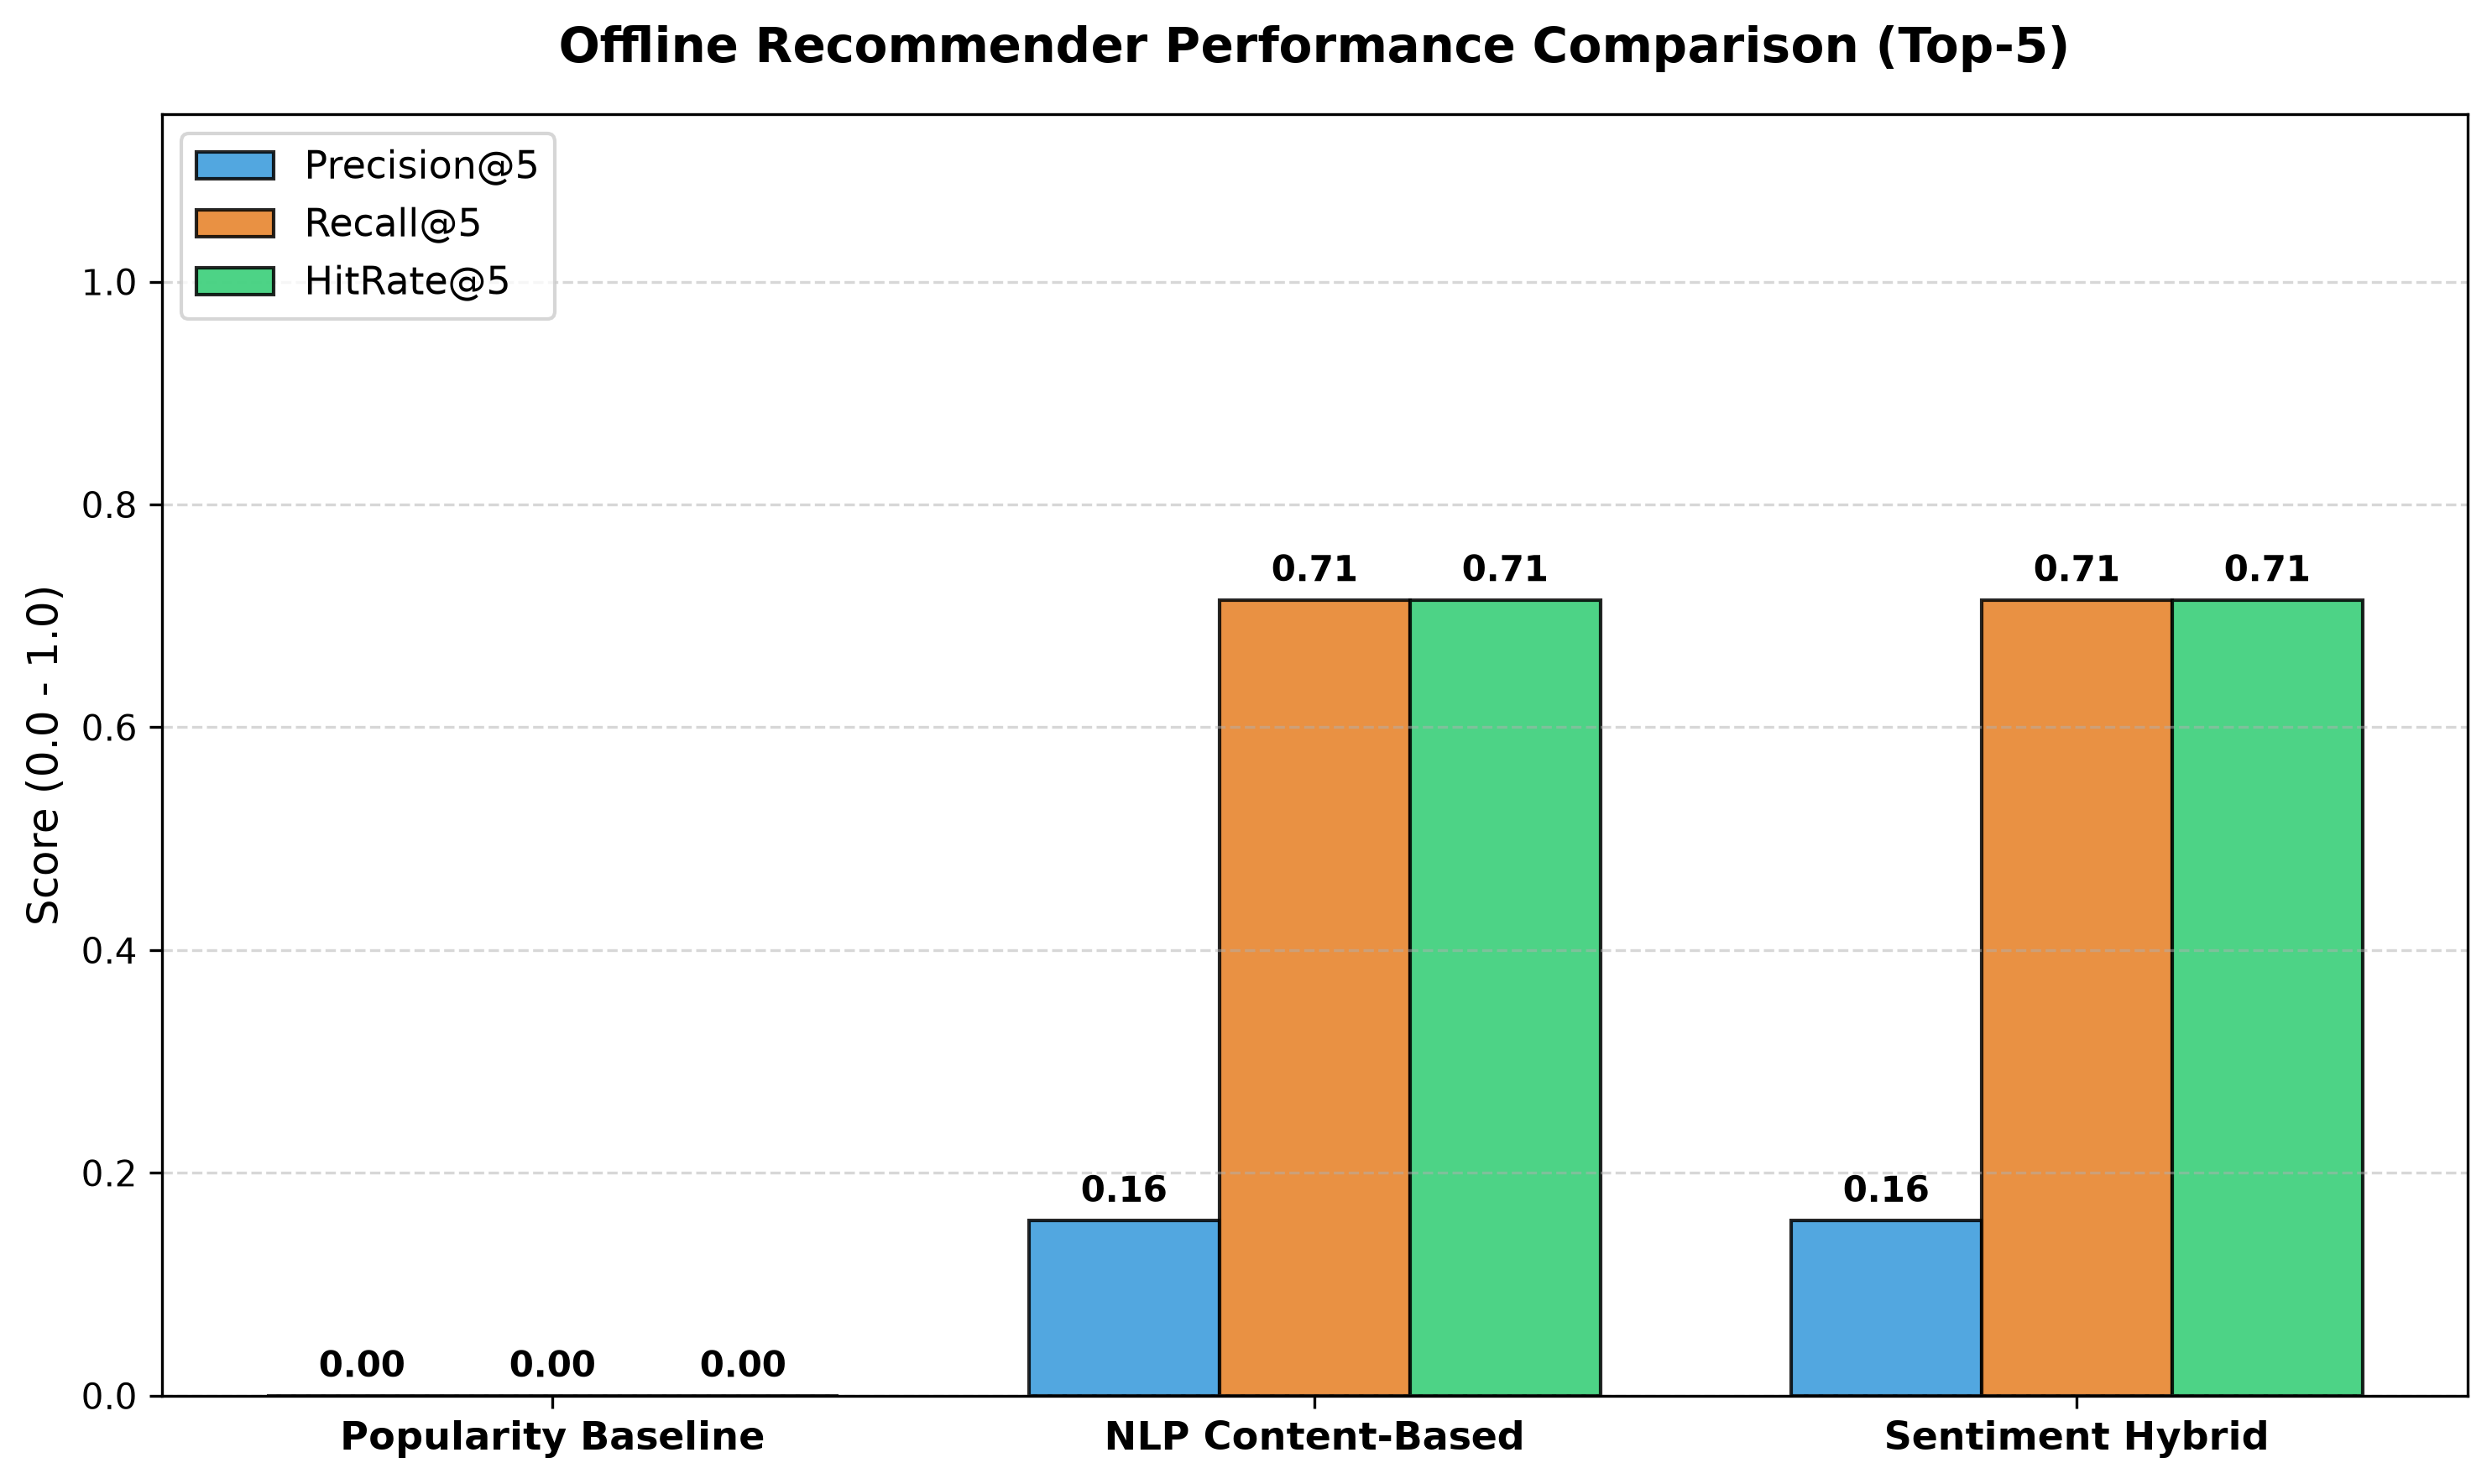 Offline Recommender Performance Comparison (Top-5)
Precision@5
Recall@5
HitRate@5
Score (0.0 - 1.0)
1.0
0.8
0.6
0.4
0.2
0.0
0.00 0.00 0.00
0.16 0.71 0.71
0.16 0.71 0.71
Popularity Baseline
NLP Content-Based
Sentiment Hybrid